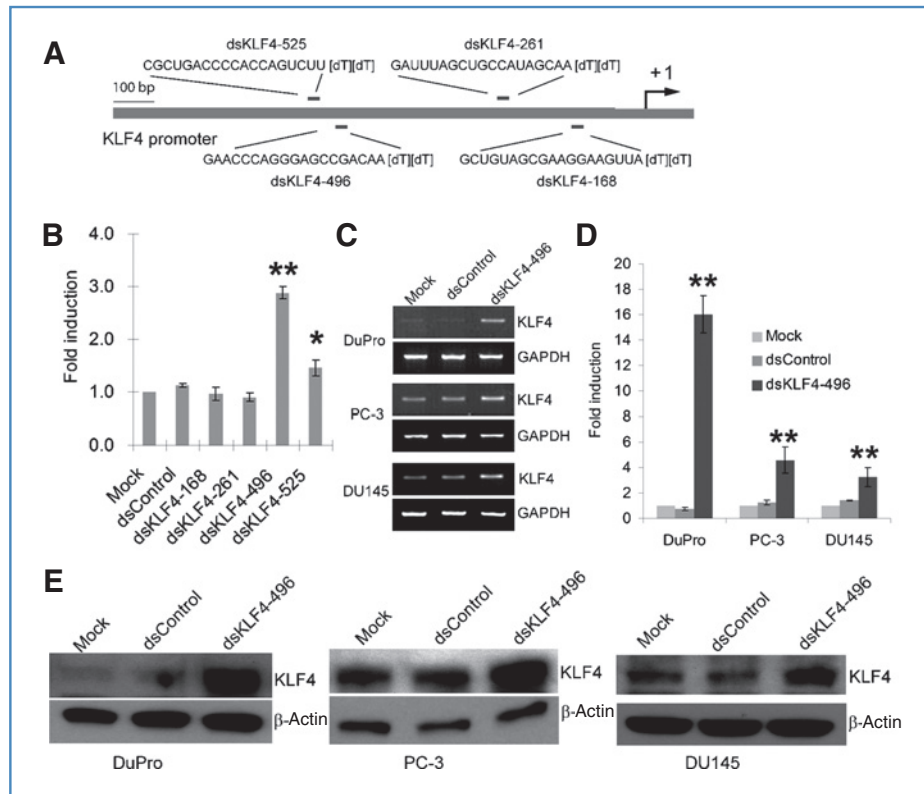 A
dsKLF4-525
dsKLF4-261
CGCUGACCCCACCAGUCUU [dT][dT]
GAUUUAGCUGCCAUAGCAA [dT][dT]
100 bp
+1
KLF4 promoter
GAACCCAGGGAGCCGACAA [dT][dT]
GCUGUAGCGAAGGAAGUUA [dT][dT]
dsKLF4-496
dsKLF4-168
B
4.0
3.0
2.0
1.0
0.0
Fold induction
**
*
Mock
dsControl
dsKLF4-168
dsKLF4-261
dsKLF4-496
dsKLF4-525
C
Mock
dsControl
dsKLF4-496
DuPro
KLF4
GAPDH
PC-3
KLF4
GAPDH
DU145
KLF4
GAPDH
D
20
18
16
14
12
10
8
6
4
2
0
Fold induction
**
**
**
Mock
dsControl
dsKLF4-496
DuPro
PC-3
DU145
E
Mock
dsControl
dsKLF4-496
KLF4
β-Actin
DuPro
Mock
dsControl
dsKLF4-496
KLF4
β-Actin
PC-3
Mock
dsControl
dsKLF4-496
KLF4
β-Actin
DU145